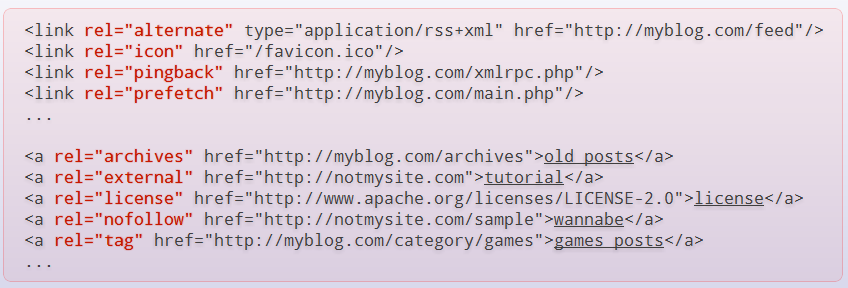 <link rel="alternate" type="application/rss+xml" href="http://myblog.com/feed"/>
<link rel="icon" href="/favicon.ico"/>
<link rel="pingback" href="http://myblog.com/xmlrpc.php"/>
<link rel="prefetch" href="http://myblog.com/main.php"/>
...
<a rel="archives" href="http://myblog.com/archives">old posts</a>
<a rel="external" href="http://notmysite.com">tutorial</a>
<a rel="license" href="http://www.apache.org/licenses/LICENSE-2.0">license</a>
<a rel="nofollow" href="http://notmysite.com/sample">wannabe</a>
<a rel="tag" href="http://myblog.com/category/games">games posts</a>
...